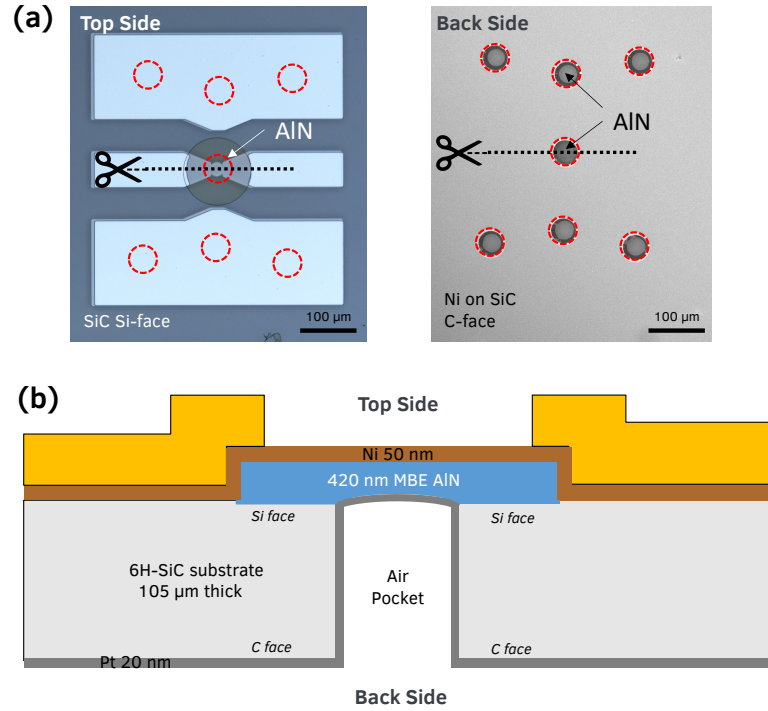 (a)
Top Side
AlN
SiC Si-face
100 µm
Back Side
AlN
Ni on SiC
C-face
100 µm
(b)
Top Side
Ni 50 nm
420 nm MBE AlN
Si face
Si face
6H-SiC substrate
105 µm thick
Air
Pocket
C face
C face
Pt 20 nm
Back Side